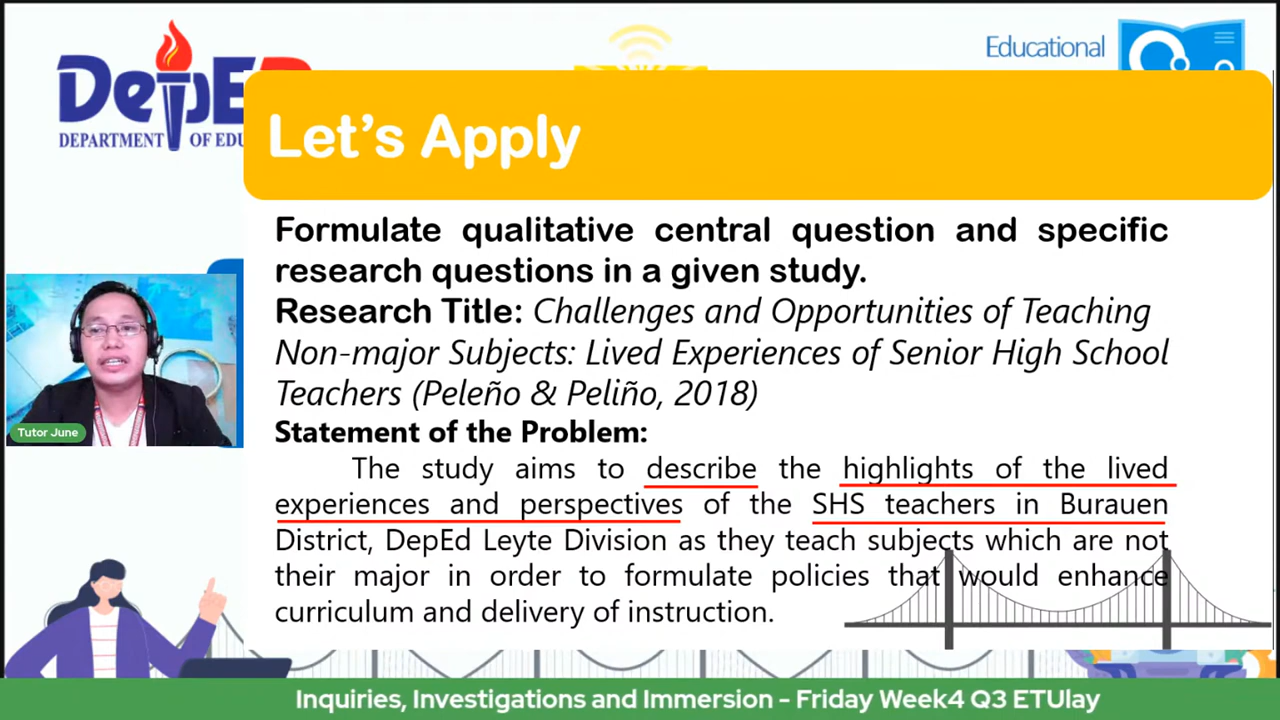 DepE
DEPARTMENT OF EDU
Educational
Let's Apply
Formulate qualitative central question and specific
research questions in a given study.
Research Title: Challenges and Opportunities of Teaching
Non-major Subjects: Lived Experiences of Senior High School
Teachers (Peleño & Peliño, 2018)
Statement of the Problem:
The study aims to describe the highlights of the lived
experiences and perspectives of the SHS teachers in Burauen
District, DepEd Leyte Division as they teach subjects which are not
their major in order to formulate policies that would enhance
curriculum and delivery of instruction.
Tutor June
Inquiries, Investigations and Immersion - Friday Week4 Q3 ETUlay